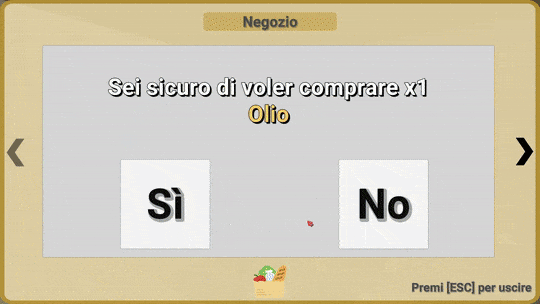 Negozio
Sei sicuro di voler comprare x1
Olio
Sì
No
Premi [ESC] per uscire